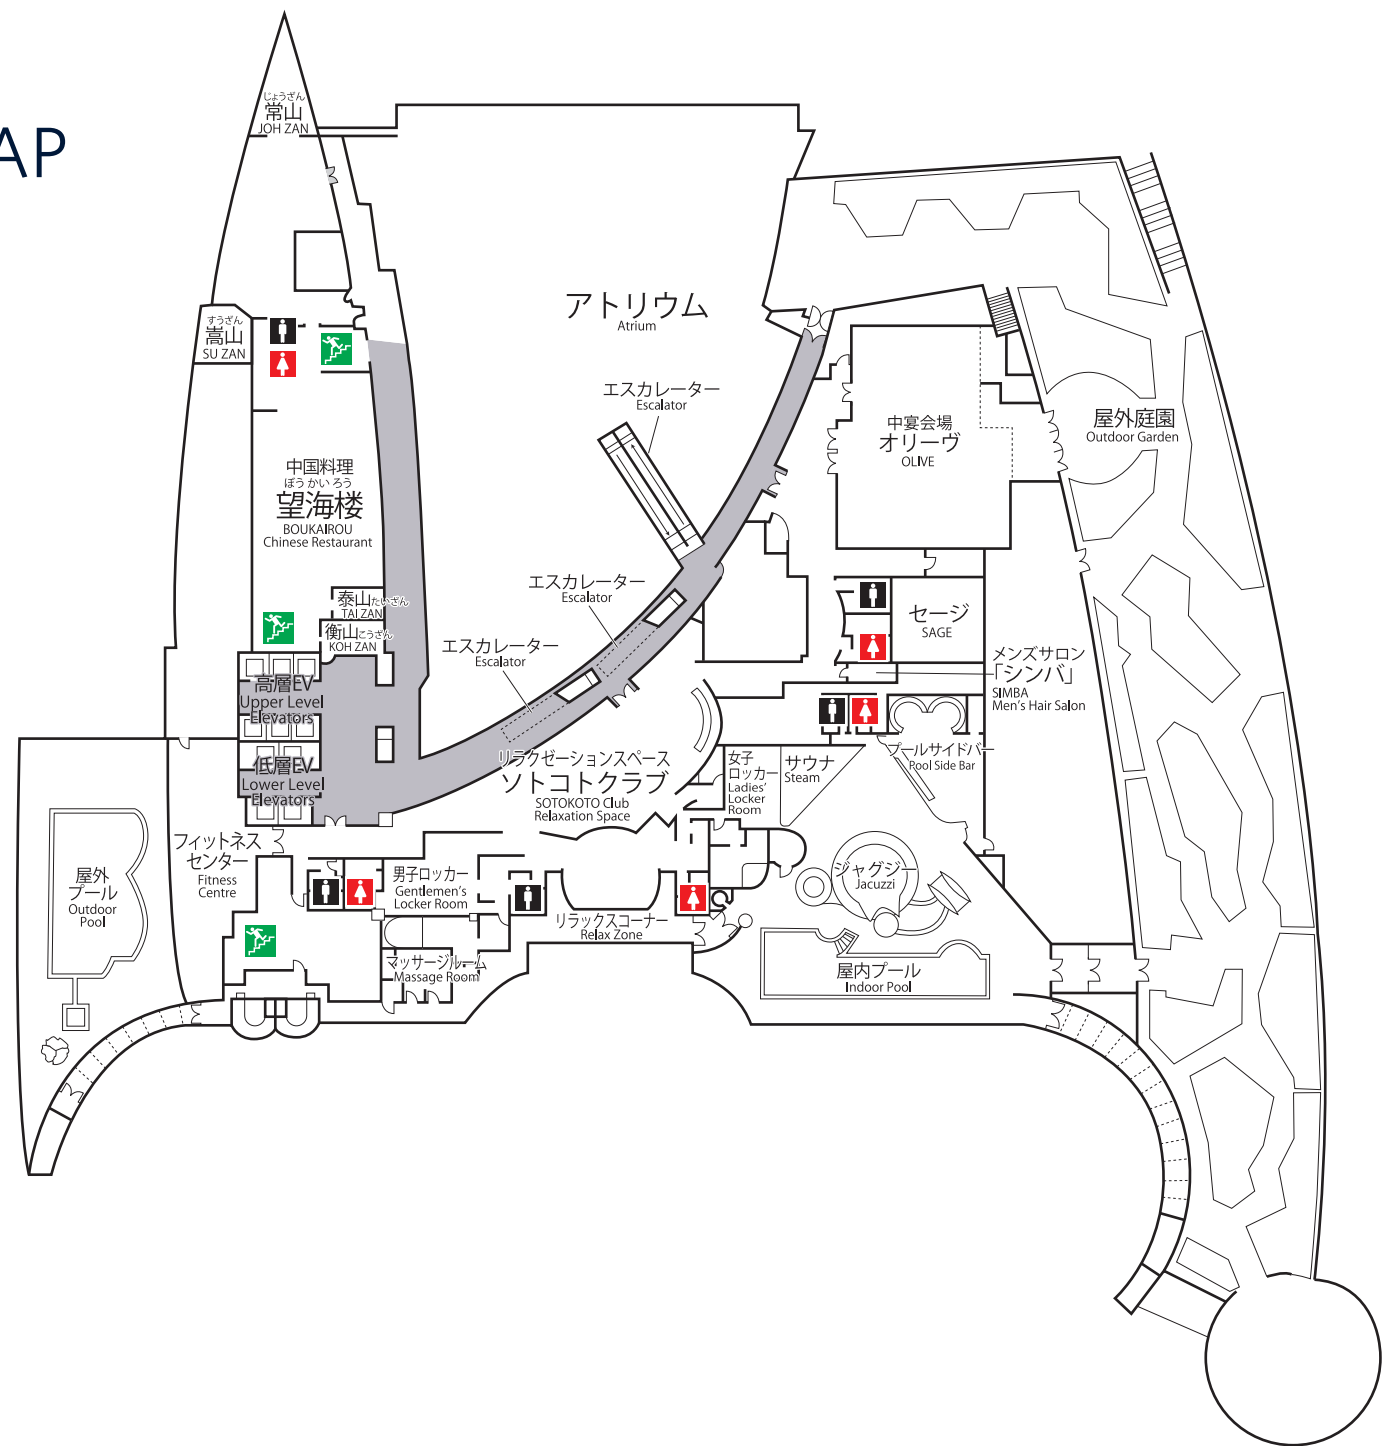 AP
じょうざん
常山
JOH ZAN
すうざん
嵩山
SU ZAN
アトリウム
Atrium
エスカレーター
Escalator
中国料理
ぼうかいろう
望海楼
BOUKAIROU
Chinese Restaurant
泰山たいざん
TAI ZAN
衡山こうざん
KOH ZAN
エスカレーター
Escalator
エスカレーター
Escalator
中宴会場
オリーヴ
OLIVE
屋外庭園
Outdoor Garden
セージ
SAGE
メンズサロン
「シンバ」
SIMBA
Men's Hair Salon
高層EV
Upper Level
Elevators
低層EV
Lower Level
Elevators
リラクゼーションスペース
ソトコトクラブ
SOTOKOTO Club
Relaxation Space
女子
ロッカー
Ladies'
Locker
Room
サウナ
Steam
プールサイドバー
Pool Side Bar
フィットネス
センター
Fitness
Centre
屋外
プール
Outdoor
Pool
男子ロッカー
Gentlemen's
Locker Room
リラックスコーナー
Relax Zone
マッサージルーム
Massage Room
ジャグジー
Jacuzzi
屋内プール
Indoor Pool